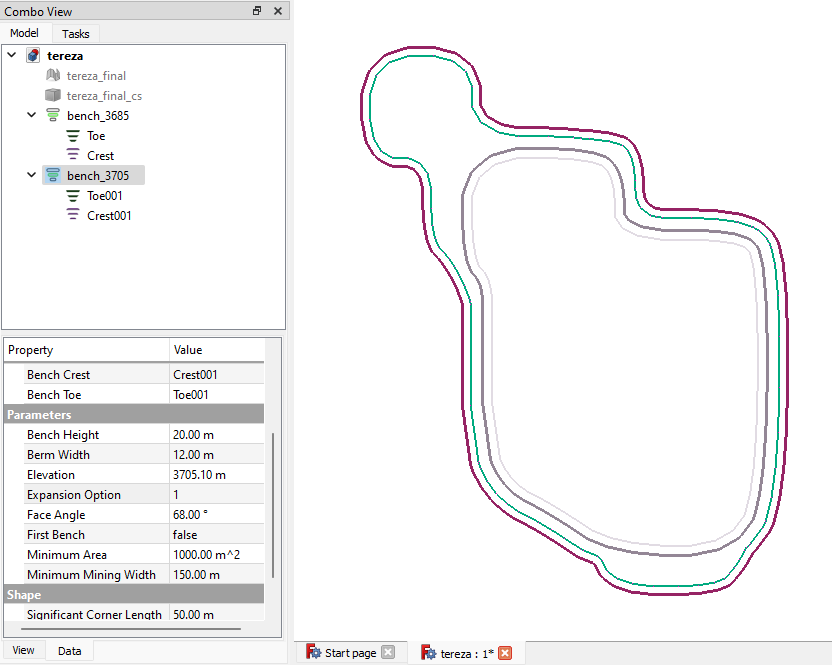 Combo View
Model Tasks
tereza
tereza_final
tereza_final_cs
bench_3685
Toe
Crest
bench_3705
Toe001
Crest001
Property Value
Bench Crest Crest001
Bench Toe Toe001
Parameters
Bench Height 20.00 m
Berm Width 12.00 m
Elevation 3705.10 m
Expansion Option 1
Face Angle 68.00 °
First Bench false
Minimum Area 1000.00 m^2
Minimum Mining Width 150.00 m
Shape
Significant Corner Length 50.00 m
View Data
Start page
tereza : 1*